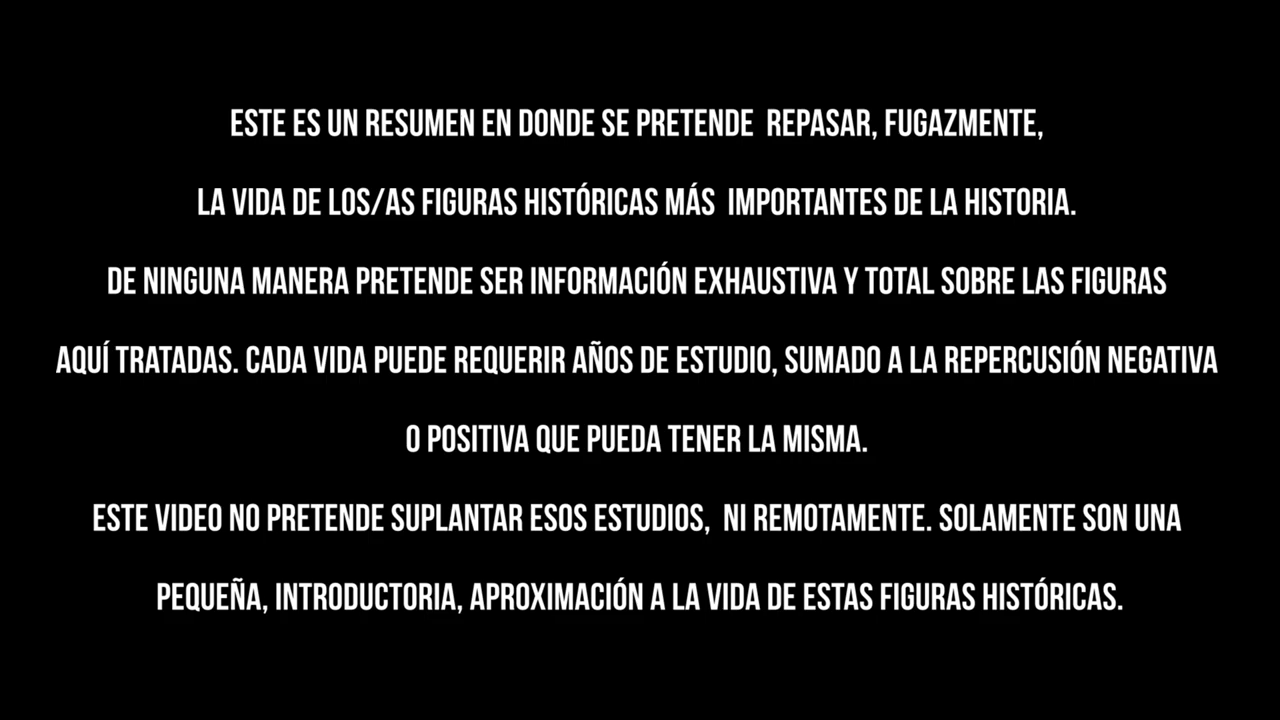 ESTE ES UN RESUMEN EN DONDE SE PRETENDE REPASAR, FUGAZMENTE,
LA VIDA DE LOS/AS FIGURAS HISTÓRICAS MÁS IMPORTANTES DE LA HISTORIA.
DE NINGUNA MANERA PRETENDE SER INFORMACIÓN EXHAUSTIVA Y TOTAL SOBRE LAS FIGURAS
AQUÍ TRATADAS. CADA VIDA PUEDE REQUERIR AÑOS DE ESTUDIO, SUMADO A LA REPERCUSIÓN NEGATIVA
O POSITIVA QUE PUEDA TENER LA MISMA.
ESTE VIDEO NO PRETENDE SUPLANTAR ESOS ESTUDIOS, NI REMOTAMENTE. SOLAMENTE SON UNA
PEQUEÑA, INTRODUCTORIA, APROXIMACIÓN A LA VIDA DE ESTAS FIGURAS HISTÓRICAS.